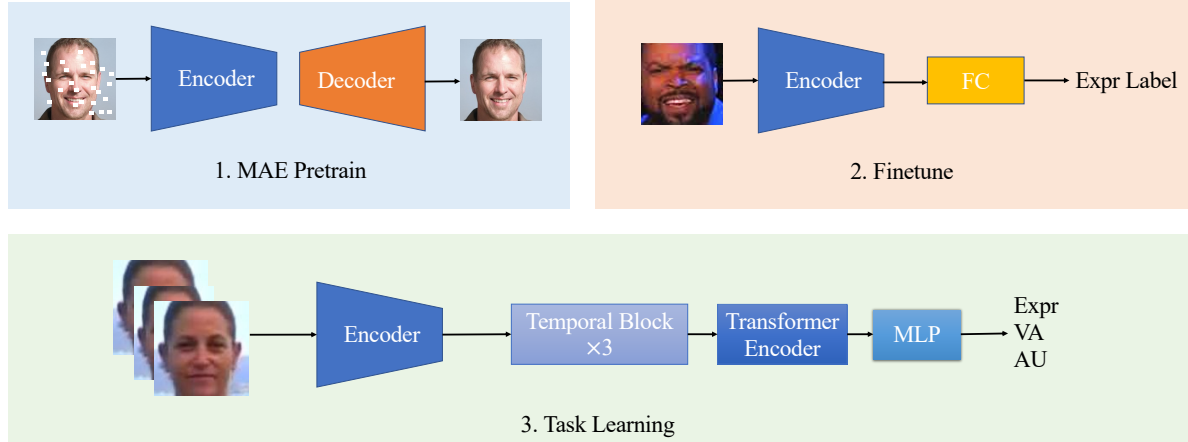 Encoder
Decoder
1. MAE Pretrain
Encoder
FC
Expr Label
2. Finetune
Encoder
Temporal Block
×3
Transformer
Encoder
MLP
Expr
VA
AU
3. Task Learning